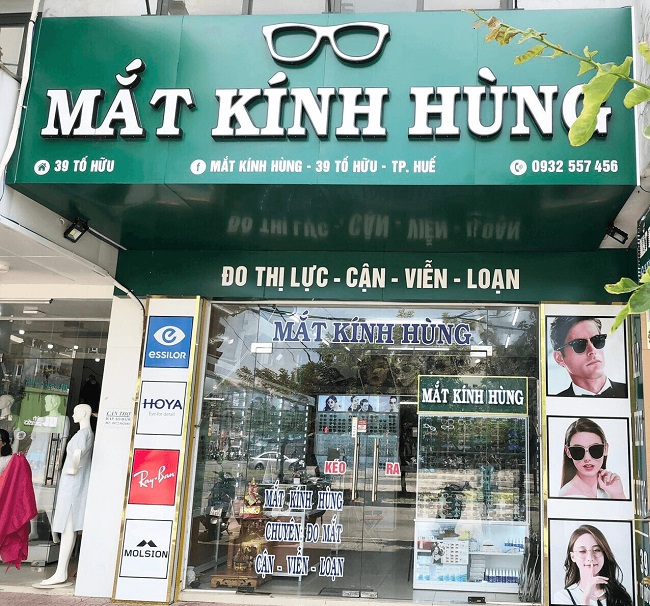 MẮT KÍNH HÙNG
39 TỐ HỮU
MẮT KÍNH HÙNG - 39 TỐ HỮU - TP. HUẾ
0932 557 456
ĐO THỊ LỰC - CẬN - VIỄN - LOẠN
MẮT KÍNH HÙNG
essilor
HOYA
Ray-Ban
MOLSION
MẮT KÍNH HÙNG
KÉO
RA
MẮT KÍNH HÙNG
CHUYÊN ĐO MẮT
CẬN - VIỄN - LOẠN
39